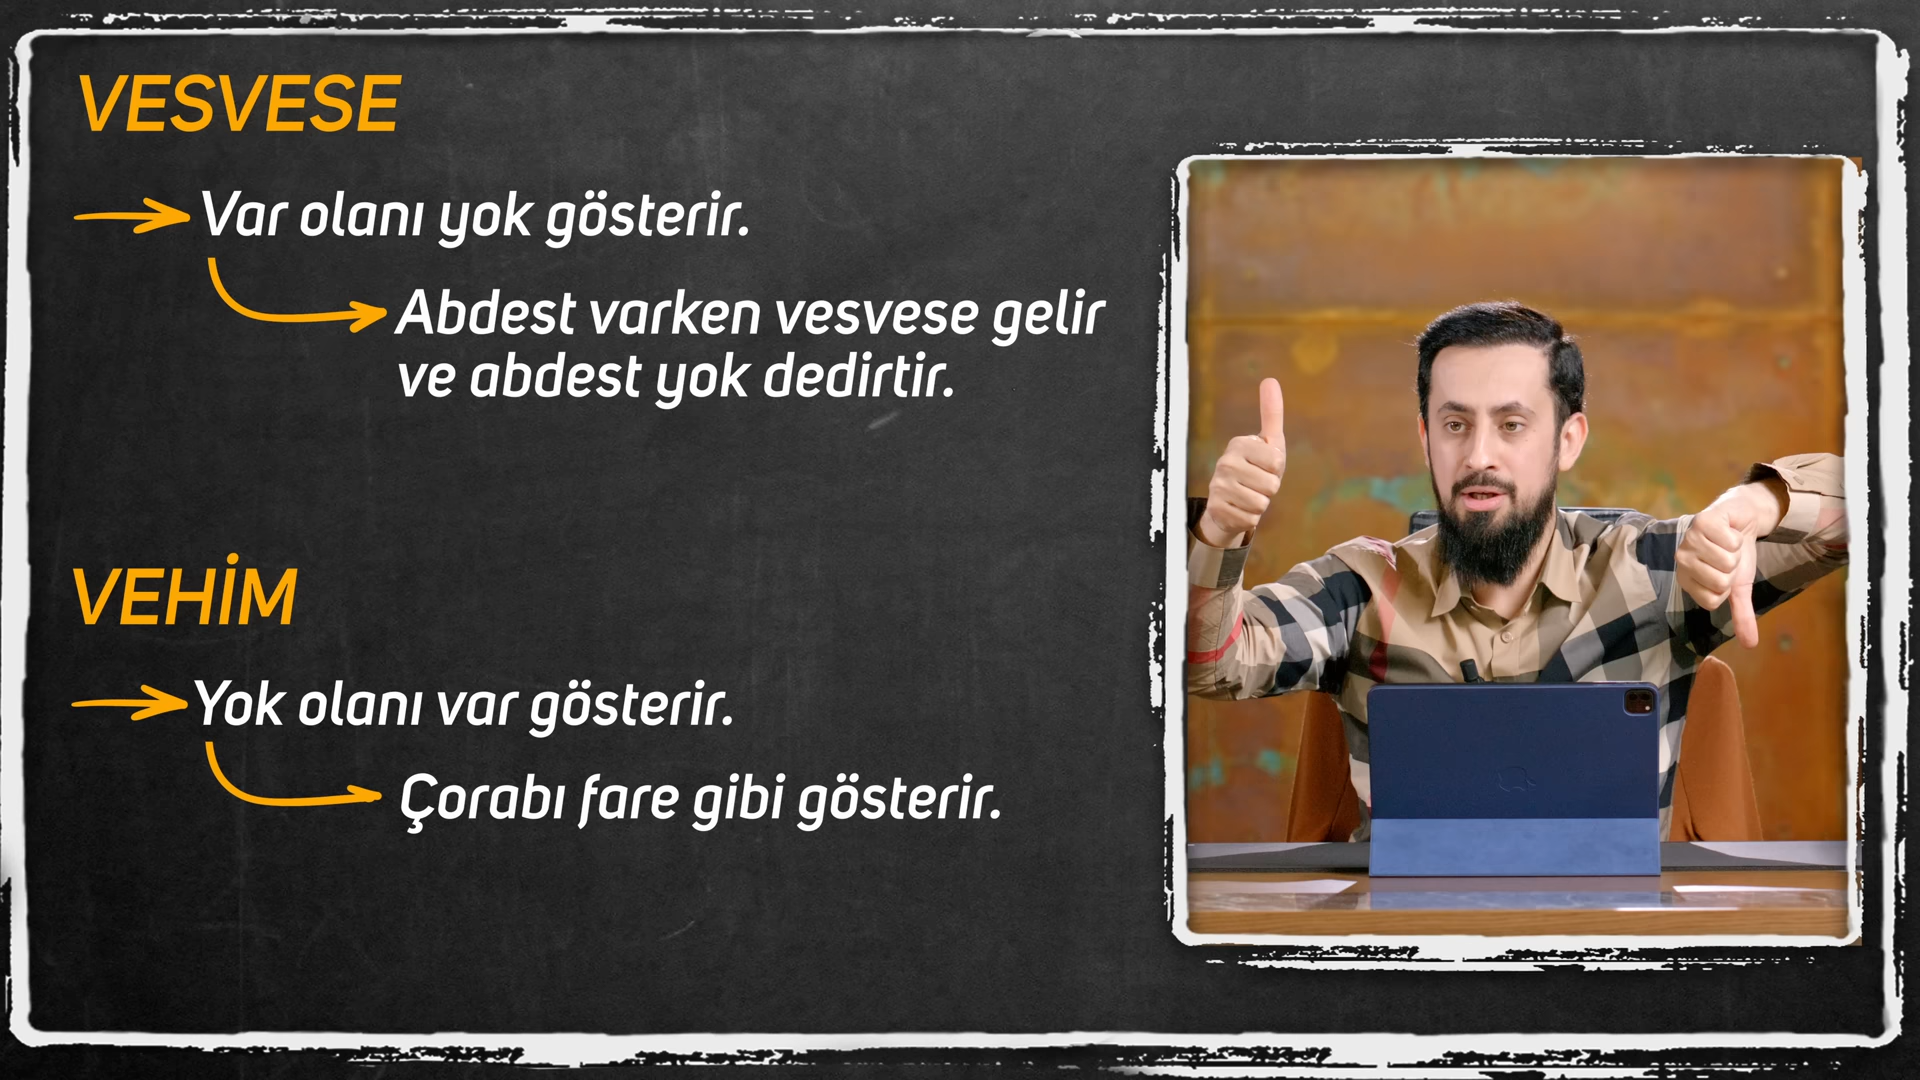 VESVESE
Var olanı yok gösterir.
Abdest varken vesvese gelir
ve abdest yok dedirtir.
VEHİM
Yok olanı var gösterir.
Çorabı fare gibi gösterir.